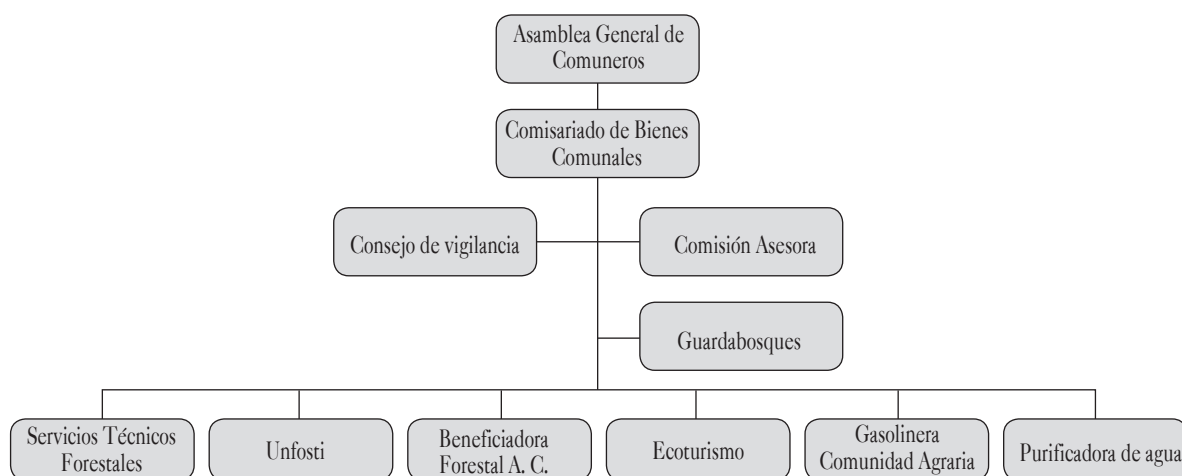 Asamblea General de
Comuneros
Comisariado de Bienes
Comunales
Consejo de vigilancia
Comisión Asesora
Guardabosques
Servicios Técnicos
Forestales
Unfosti
Beneficiadora
Forestal A. C.
Ecoturismo
Gasolinera
Comunidad Agraria
Purificadora de agua